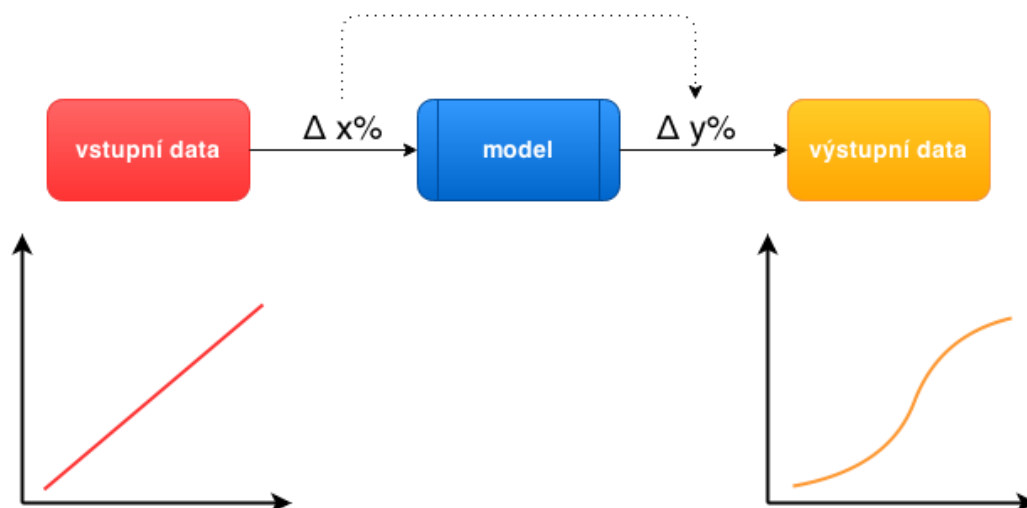 vstupní data
Δ x%
model
Δ y%
výstupní data